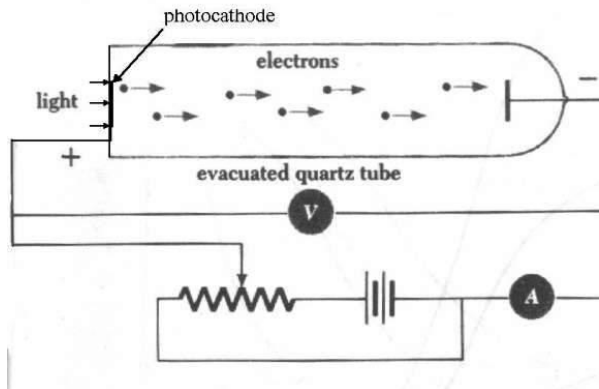 photocathode
electrons
−
light
+
evacuated quartz tube
V
A